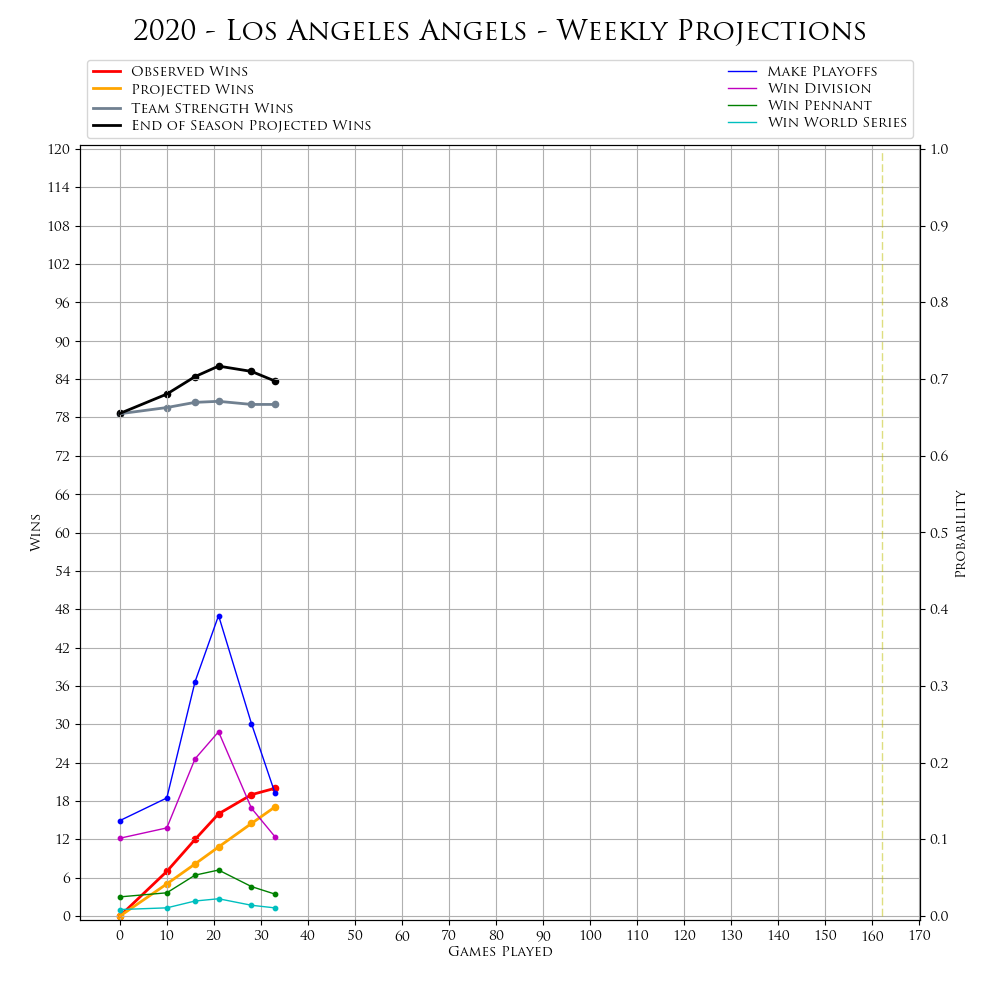 2020 - Los Angeles Angels - Weekly Projections
Observed Wins
Projected Wins
Team Strength Wins
End of Season Projected Wins
Make Playoffs
Win Division
Win Pennant
Win World Series
120
114
108
102
96
90
84
78
72
66
60
54
48
42
36
30
24
18
12
6
0
Wins
1.0
0.9
0.8
0.7
0.6
0.5
0.4
0.3
0.2
0.1
0.0
Probability
0 10 20 30 40 50 60 70 80 90 100 110 120 130 140 150 160 170
Games Played